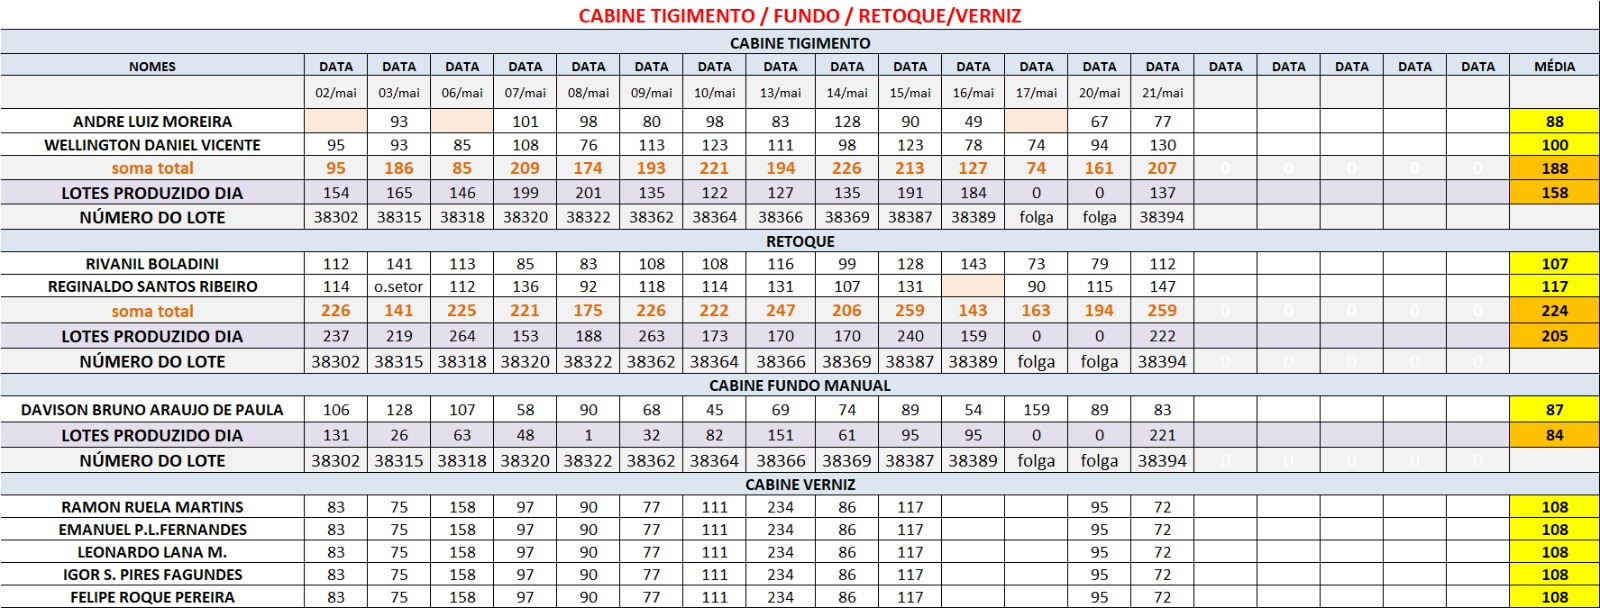 CABINE TIGIMENTO / FUNDO / RETOQUE/VERNIZ
CABINE TIGIMENTO
NOMES DATA DATA DATA DATA DATA DATA DATA DATA DATA DATA DATA DATA DATA DATA DATA DATA DATA DATA DATA MÉDIA
02/mai 03/mai 06/mai 07/mai 08/mai 09/mai 10/mai 13/mai 14/mai 15/mai 16/mai 17/mai 20/mai 21/mai
ANDRE LUIZ MOREIRA 93 101 98 80 98 83 128 90 49 67 77 88
WELLINGTON DANIEL VICENTE 95 93 85 108 76 113 123 111 98 123 78 74 94 130 100
soma total 95 186 85 209 174 193 221 194 226 213 127 74 161 207 0 0 0 0 0 188
LOTES PRODUZIDO DIA 154 165 146 199 201 135 122 127 135 191 184 0 0 137 158
NÚMERO DO LOTE 38302 38315 38318 38320 38322 38362 38364 38366 38369 38387 38389 folga folga 38394
RETOQUE
RIVANIL BOLADINI 112 141 113 85 83 108 108 116 99 128 143 73 79 112 107
REGINALDO SANTOS RIBEIRO 114 o.setor 112 136 92 118 114 131 107 131 90 115 147 117
soma total 226 141 225 221 175 226 222 247 206 259 143 163 194 259 0 0 0 0 0 224
LOTES PRODUZIDO DIA 237 219 264 153 188 263 173 170 170 240 159 0 0 222 205
NÚMERO DO LOTE 38302 38315 38318 38320 38322 38362 38364 38366 38369 38387 38389 folga folga 38394 0 0 0 0 0
CABINE FUNDO MANUAL
DAVISON BRUNO ARAUJO DE PAULA 106 128 107 58 90 68 45 69 74 89 54 159 89 83 87
LOTES PRODUZIDO DIA 131 26 63 48 1 32 82 151 61 95 95 0 0 221 84
NÚMERO DO LOTE 38302 38315 38318 38320 38322 38362 38364 38366 38369 38387 38389 folga folga 38394 0 0 0 0 0
CABINE VERNIZ
RAMON RUELA MARTINS 83 75 158 97 90 77 111 234 86 117 95 72 108
EMANUEL P.L.FERNANDES 83 75 158 97 90 77 111 234 86 117 95 72 108
LEONARDO LANA M. 83 75 158 97 90 77 111 234 86 117 95 72 108
IGOR S. PIRES FAGUNDES 83 75 158 97 90 77 111 234 86 117 95 72 108
FELIPE ROQUE PEREIRA 83 75 158 97 90 77 111 234 86 117 95 72 108